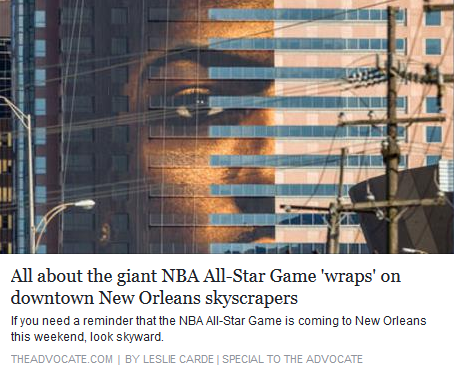 All about the giant NBA All-Star Game 'wraps' on
downtown New Orleans skyscrapers
If you need a reminder that the NBA All-Star Game is coming to New Orleans
this weekend, look skyward.
THEADVOCATE.COM | BY LESLIE CARDE | SPECIAL TO THE ADVOCATE